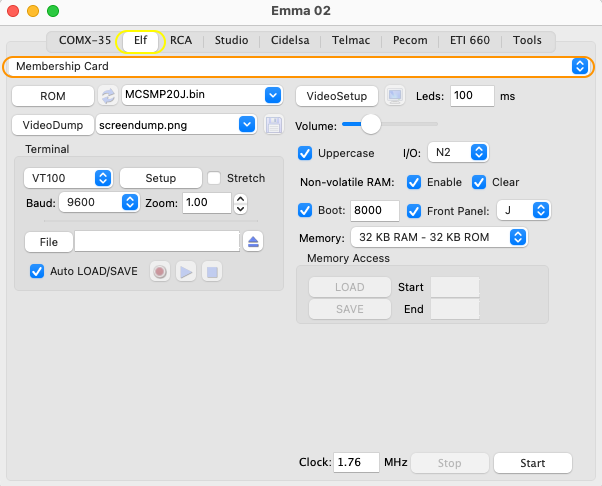 Emma 02
COMX-35 Elf RCA Studio Cidelsa Telmac Pecom ETI 660 Tools
Membership Card
ROM MCSMP20J.bin VideoSetup Leds: 100 ms
VideoDump screendump.png Volume:
Terminal Uppercase I/O: N2
VT100 Setup Stretch Non-volatile RAM: Enable Clear
Baud: 9600 Zoom: 1.00 Boot: 8000 Front Panel: J
File Memory: 32 KB RAM - 32 KB ROM
Auto LOAD/SAVE Memory Access
LOAD Start
SAVE End
Clock: 1.76 MHz Stop Start